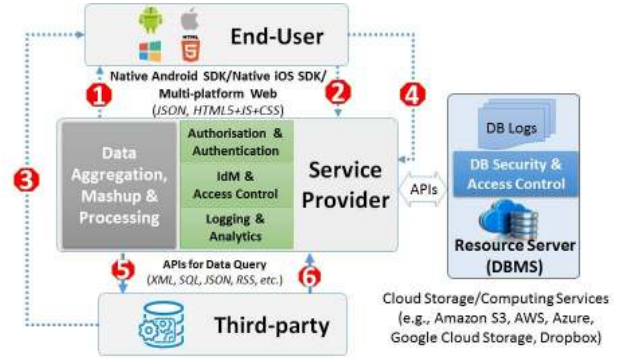 End-User
HTML
5
Native Android SDK/Native iOS SDK/
Multi-platform Web
(JSON, HTML5+JS+CSS)
1
2
3
4
Data
Aggregation,
Mashup &
Processing
Authorisation &
Authentication
IdM &
Access Control
Logging &
Analytics
Service
Provider
APIs
DB Logs
DB Security &
Access Control
Resource Server
(DBMS)
5
APIs for Data Query
(XML, SQL, JSON, RSS, etc.)
6
Third-party
Cloud Storage/Computing Services
(e.g., Amazon S3, AWS, Azure,
Google Cloud Storage, Dropbox)